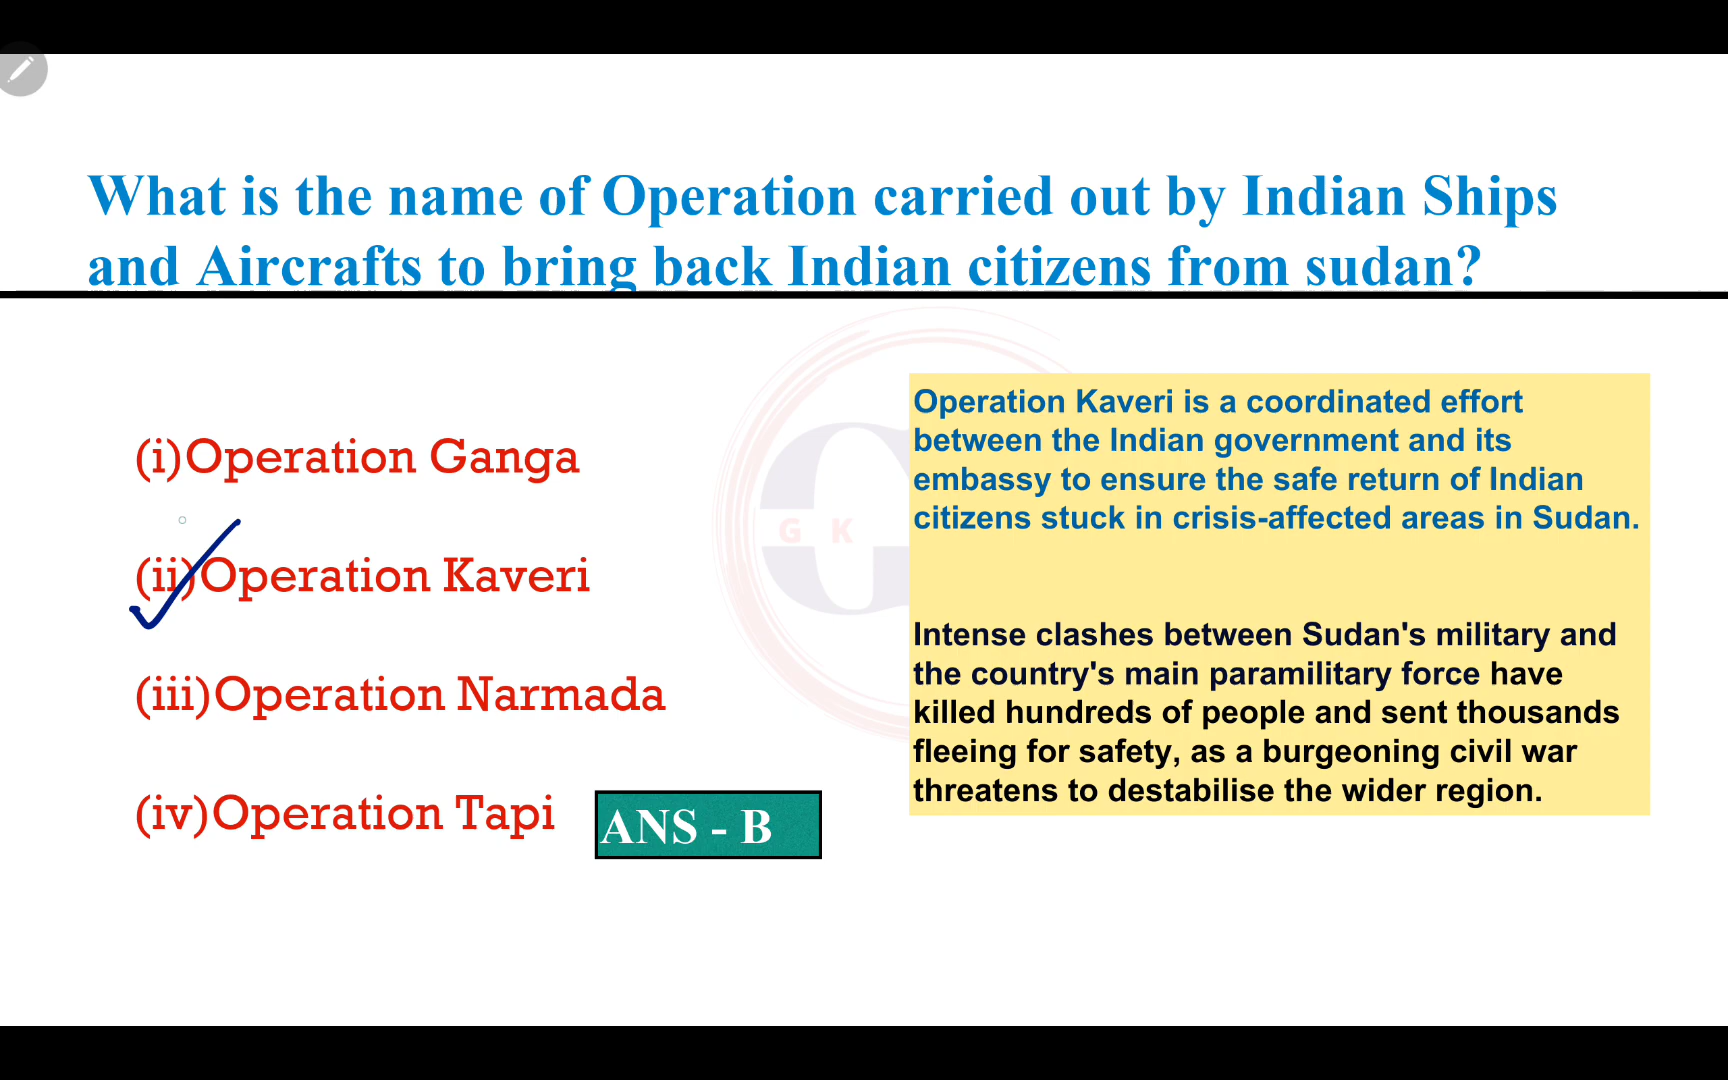 What is the name of Operation carried out by Indian Ships
and Aircrafts to bring back Indian citizens from sudan?
(i)Operation Ganga
(ii)Operation Kaveri
(iii)Operation Narmada
(iv)Operation Tapi
ANS - B
G K
Operation Kaveri is a coordinated effort
between the Indian government and its
embassy to ensure the safe return of Indian
citizens stuck in crisis-affected areas in Sudan.
Intense clashes between Sudan's military and
the country's main paramilitary force have
killed hundreds of people and sent thousands
fleeing for safety, as a burgeoning civil war
threatens to destabilise the wider region.